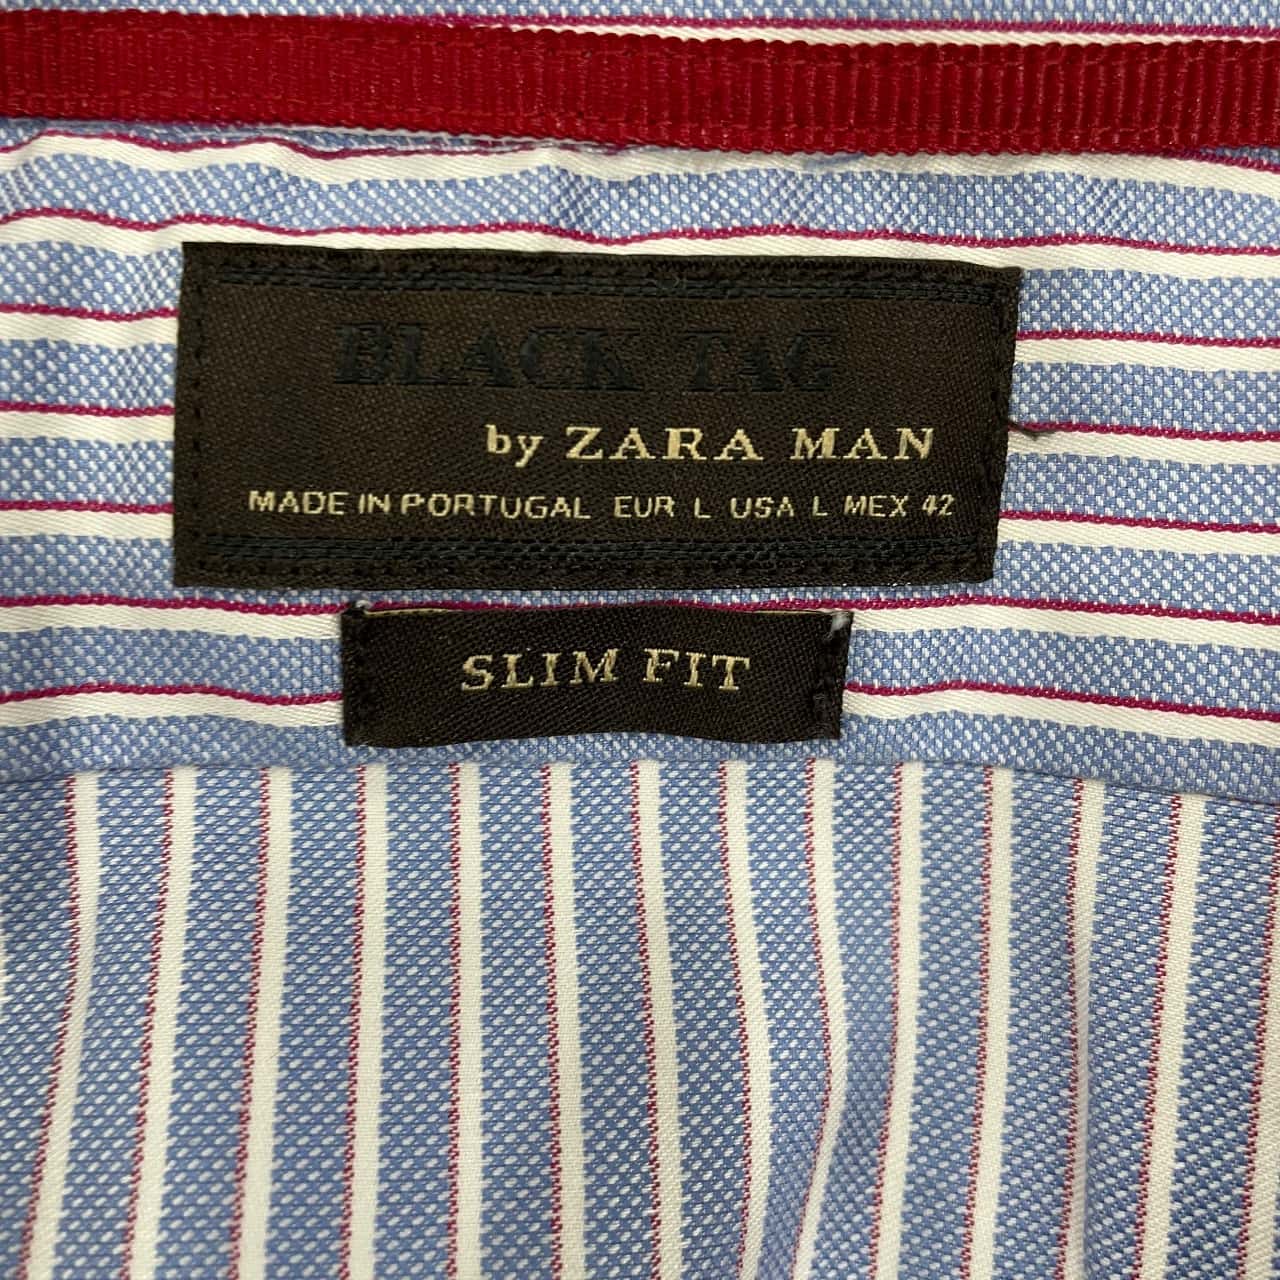 BLACK TAG
by ZARA MAN
MADE IN PORTUGAL EUR L USA L MEX 42
SLIM FIT